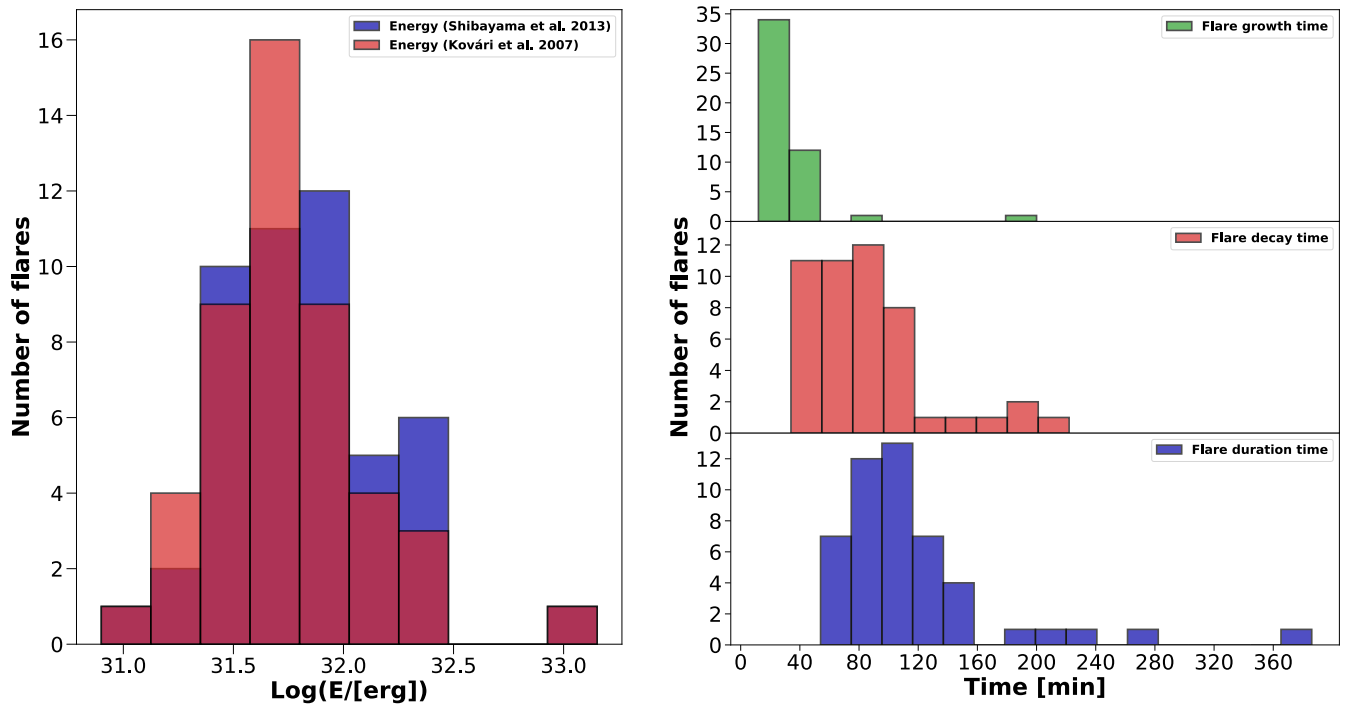 Energy (Shibayama et al. 2013)
Energy (Kovári et al. 2007)
Number of flares
16
14
12
10
8
6
4
2
0
31.0 31.5 32.0 32.5 33.0
Log(E/[erg])
Flare growth time
35
30
25
20
15
10
5
0
Number of flares
Flare decay time
12
10
8
6
4
2
0
Flare duration time
12
10
8
6
4
2
0
0 40 80 120 160 200 240 280 320 360
Time [min]